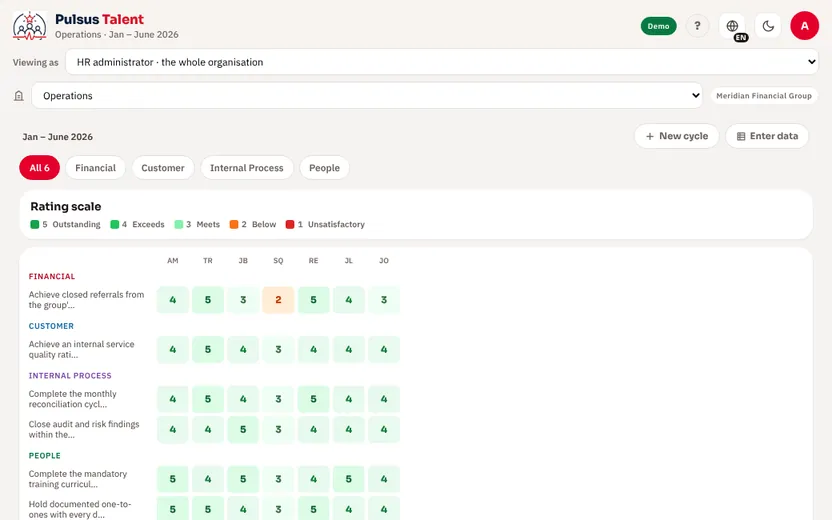 Pulsus Talent
Operations · Jan – June 2026
Demo
?
EN
A
Viewing as
HR administrator · the whole organisation
Operations
Meridian Financial Group
Jan – June 2026
+ New cycle
Enter data
All 6
Financial
Customer
Internal Process
People
Rating scale
5 Outstanding
4 Exceeds
3 Meets
2 Below
1 Unsatisfactory
AM TR JB SQ RE JL JO
FINANCIAL
Achieve closed referrals from
the group'...
4 5 3 2 5 4 3
CUSTOMER
Achieve an internal service
quality rati...
4 5 4 3 4 4 4
INTERNAL PROCESS
Complete the monthly
reconciliation cycl...
4 5 4 3 5 4 4
Close audit and risk findings
within the...
4 4 5 3 4 4 4
PEOPLE
Complete the mandatory
training curricul...
5 4 5 3 4 5 4
Hold documented one-to-
ones with every d...
5 5 4 3 5 4 4